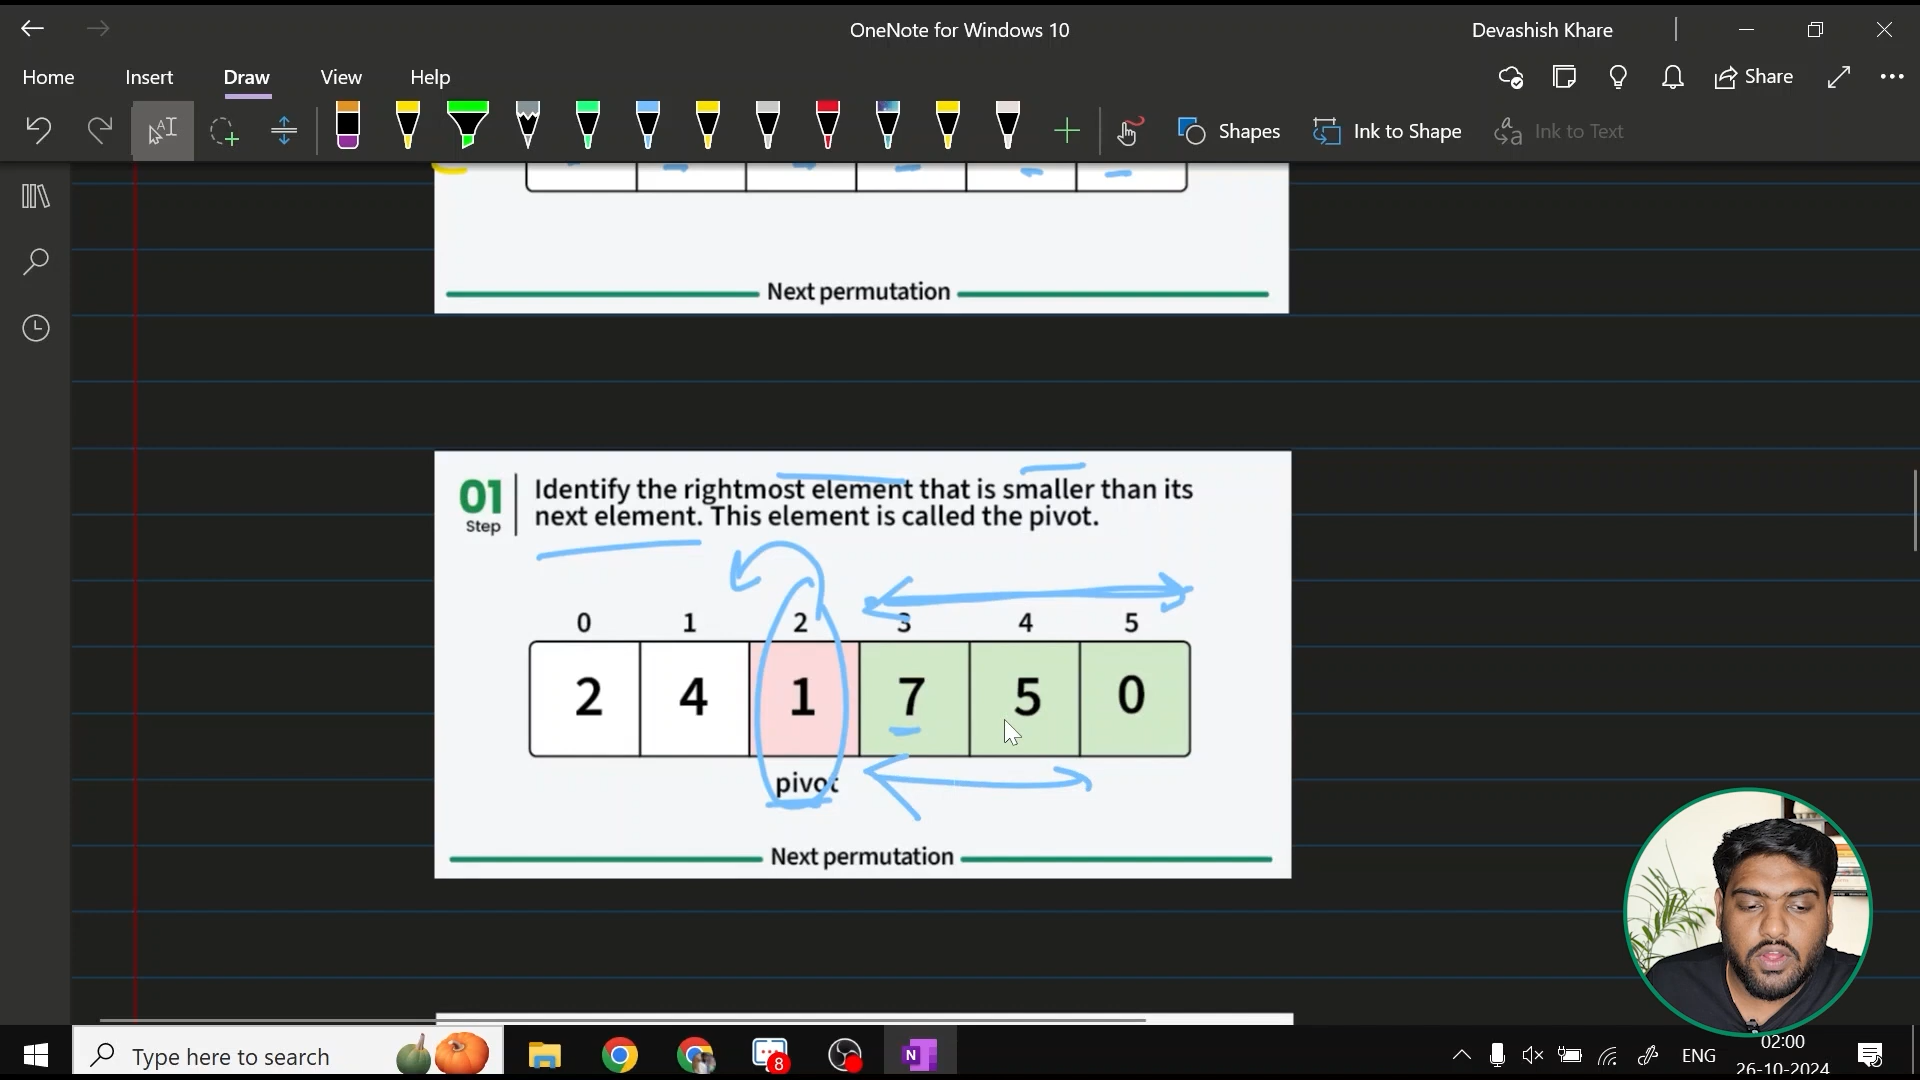 OneNote for Windows 10
Devashish Khare
Home Insert Draw View Help
Share
Shapes
Ink to Shape
Ink to Text
Next permutation
01
Step
Identify the rightmost element that is smaller than its
next element. This element is called the pivot.
0 1 2 3 4 5
2 4 1 7 5 0
pivot
Next permutation
Type here to search
8
N
ENG
02:00
26-10-2024